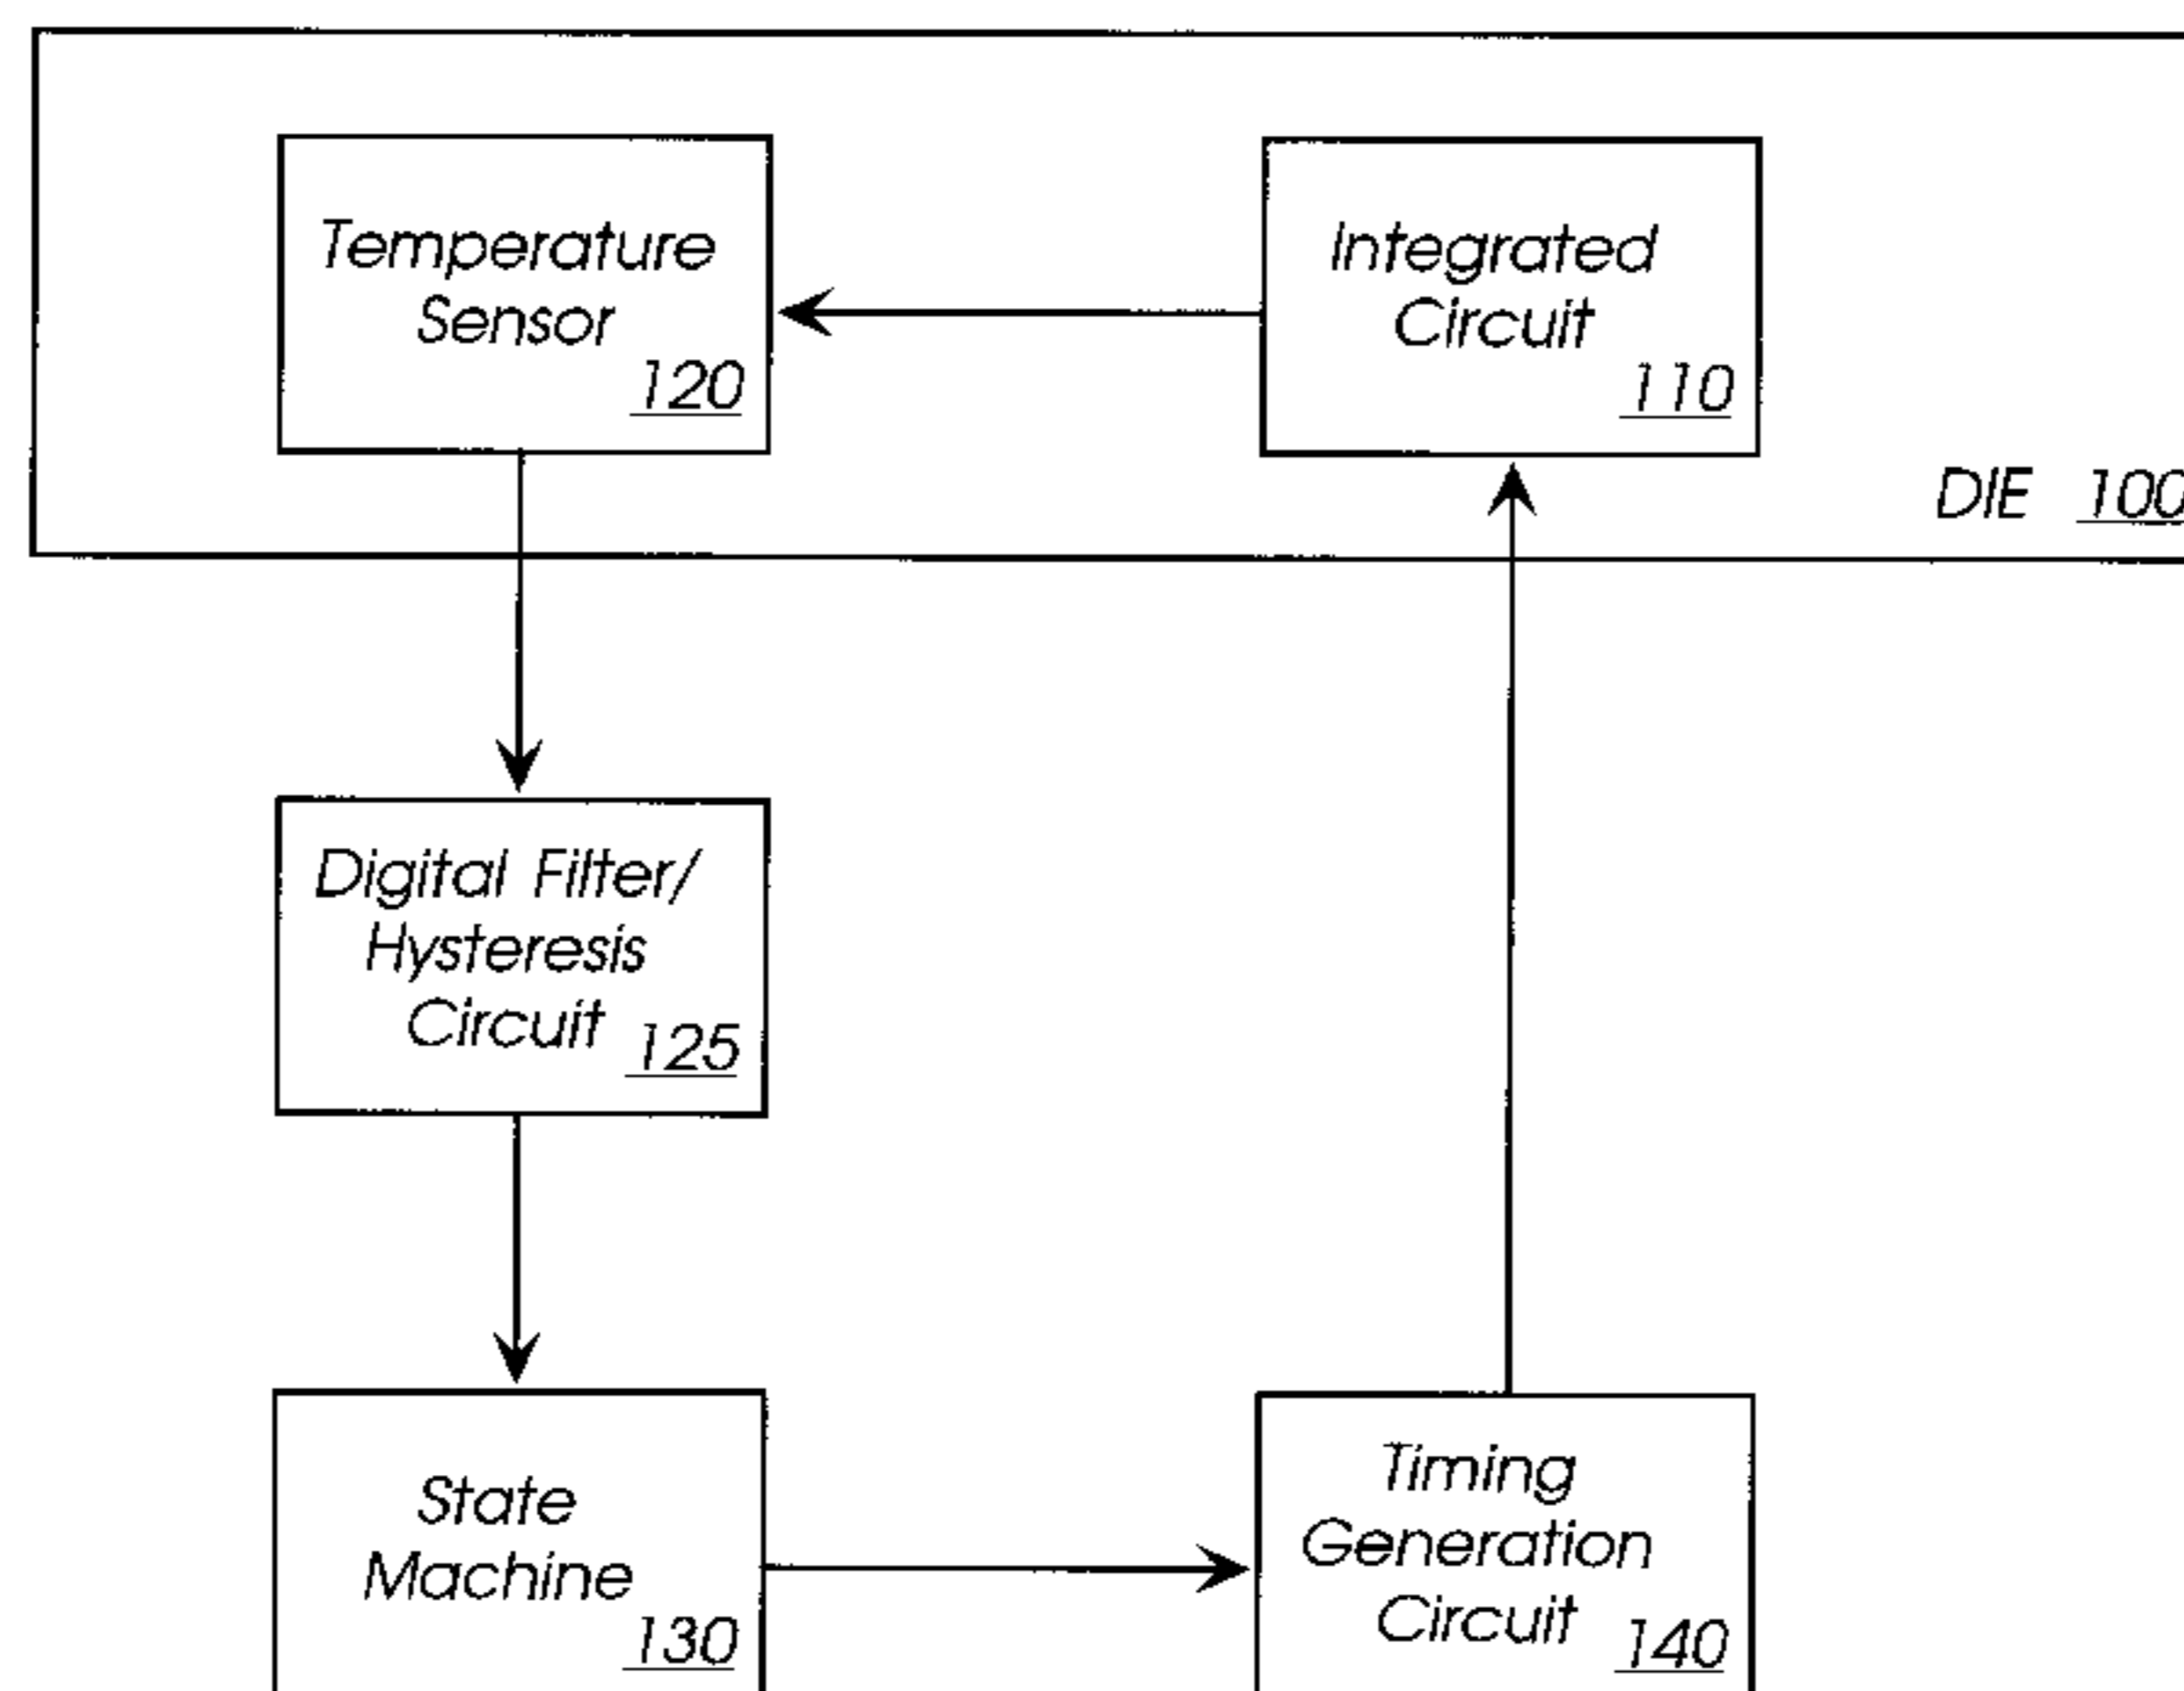 Temperature
Sensor
120
Integrated
Circuit
110
DIE 100
Digital Filter/
Hysteresis
Circuit
125
State
Machine
130
Timing
Generation
Circuit
140